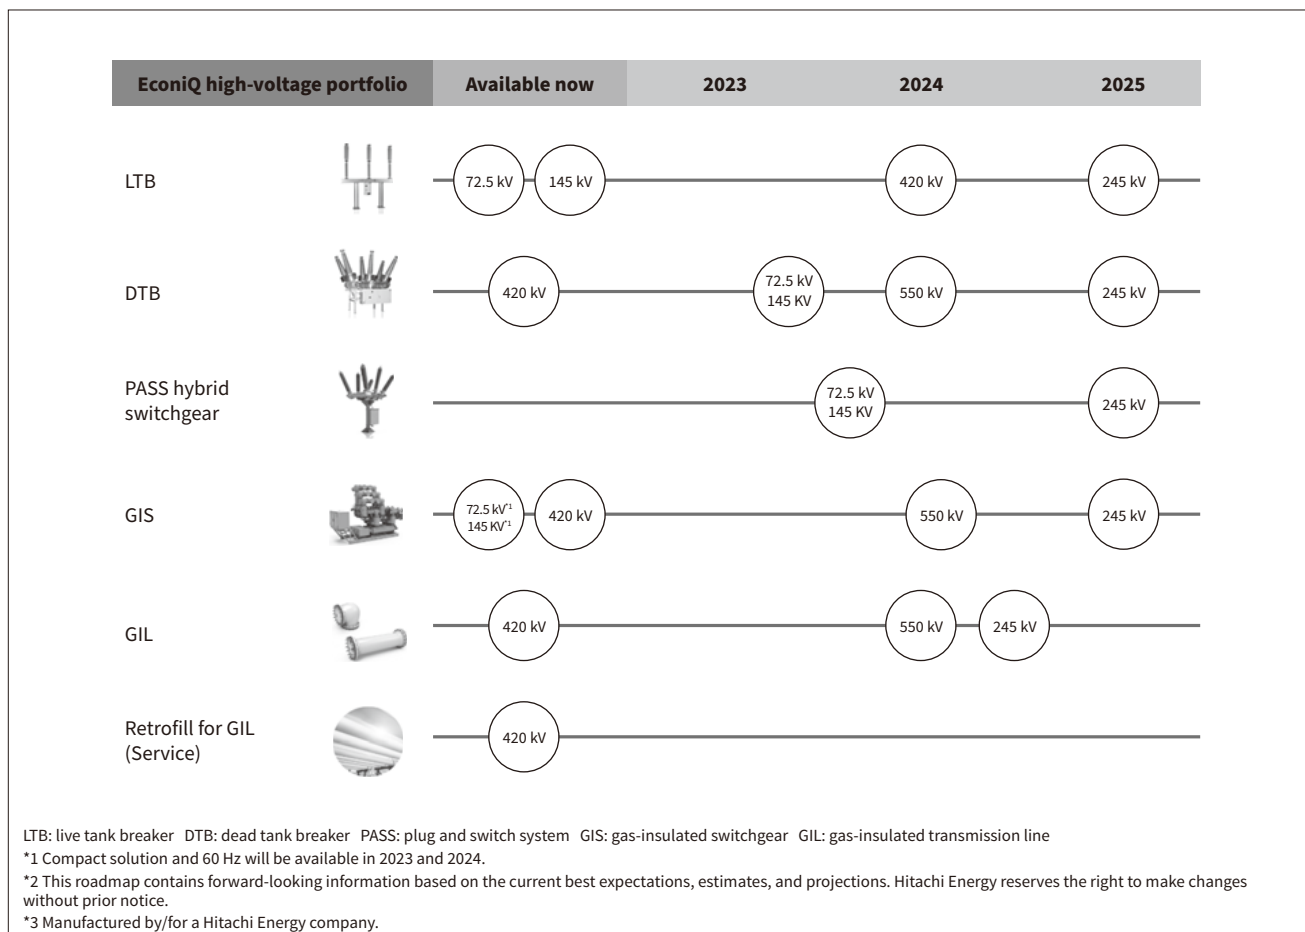 EconiQ high-voltage portfolio Available now 2023 2024 2025
LTB 72.5 kV 145 kV 420 kV 245 kV
DTB 420 kV 72.5 kV 145 KV 550 kV 245 kV
PASS hybrid switchgear 72.5 kV 145 KV 245 kV
GIS 72.5 kV*1 145 KV*1 420 kV 550 kV 245 kV
GIL 420 kV 550 kV 245 kV
Retrofill for GIL (Service) 420 kV
LTB: live tank breaker DTB: dead tank breaker PASS: plug and switch system GIS: gas-insulated switchgear GIL: gas-insulated transmission line
*1 Compact solution and 60 Hz will be available in 2023 and 2024.
*2 This roadmap contains forward-looking information based on the current best expectations, estimates, and projections. Hitachi Energy reserves the right to make changes
without prior notice.
*3 Manufactured by/for a Hitachi Energy company.